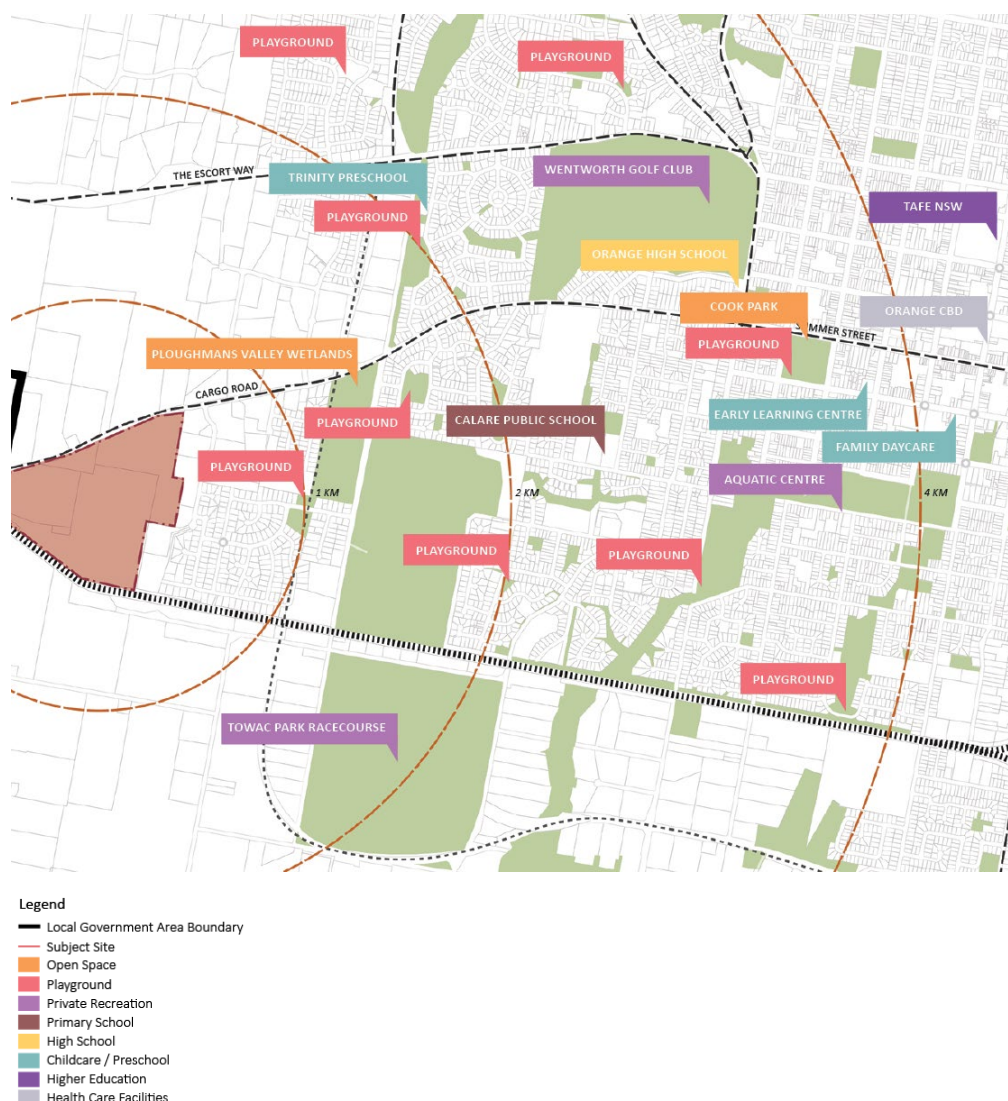 PLAYGROUND
PLAYGROUND
THE ESCORT WAY
TRINITY PRESCHOOL
WENTWORTH GOLF CLUB
PLAYGROUND
TAFE NSW
ORANGE HIGH SCHOOL
COOK PARK
ORANGE CBD
SUMMER STREET
PLAYGROUND
PLOUGHMANS VALLEY WETLANDS
CARGO ROAD
PLAYGROUND
CALARE PUBLIC SCHOOL
EARLY LEARNING CENTRE
FAMILY DAYCARE
PLAYGROUND
AQUATIC CENTRE
1 KM
2 KM
4 KM
PLAYGROUND
PLAYGROUND
PLAYGROUND
TOWAC PARK RACECOURSE
Legend
Local Government Area Boundary
Subject Site
Open Space
Playground
Private Recreation
Primary School
High School
Childcare / Preschool
Higher Education
Health Care Facilities